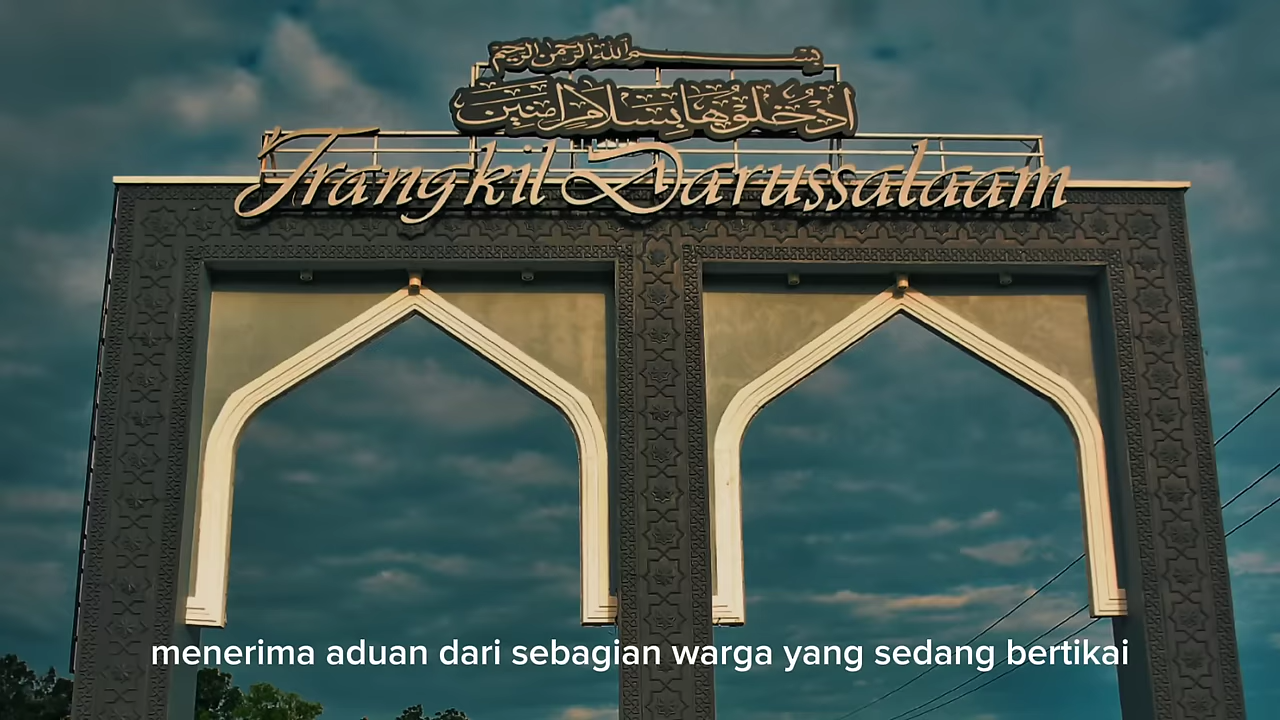 بسم الله الرحمن الرحيم
ادخلوها بسلام امنين
Trangkil Darussalaam
menerima aduan dari sebagian warga yang sedang bertikai